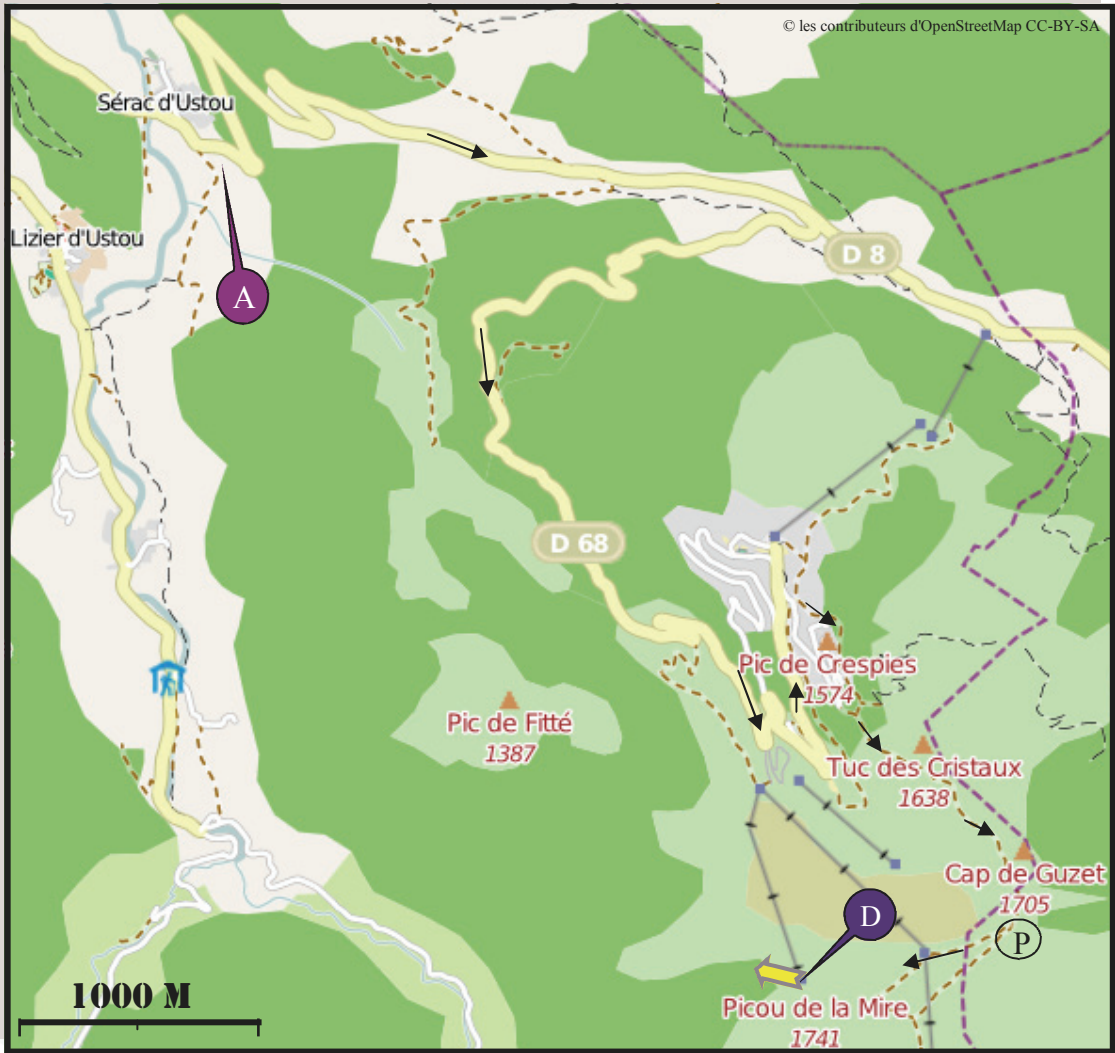 © les contributeurs d'OpenStreetMap CC-BY-SA
Sérac d'Ustou
Lizier d'Ustou
D 8
A
D 68
Pic de Crespies
1574
Pic de Fitté
1387
Tuc des Cristaux
1638
Cap de Guzet
1705
D
P
1000 M
Picou de la Mire
1741